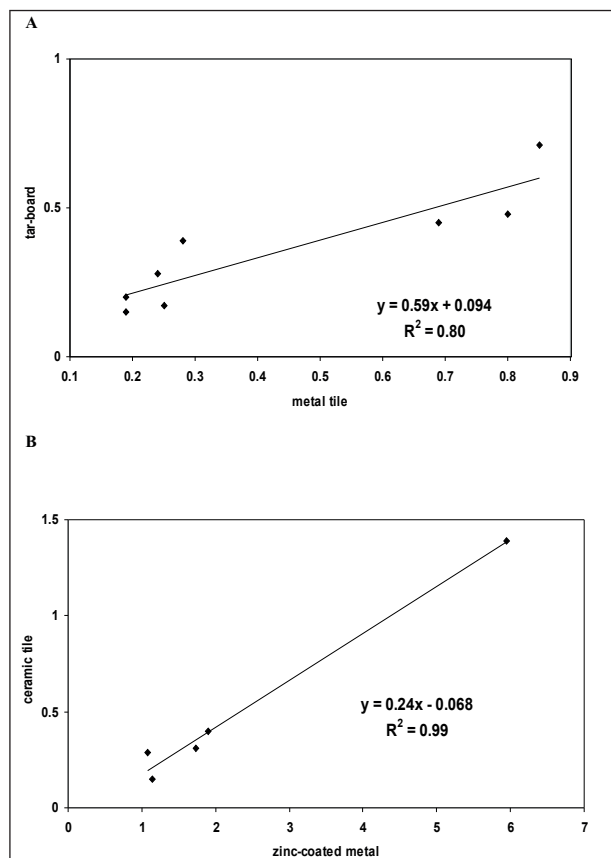 A
1
tar-board
0.5
y = 0.59x + 0.094
R² = 0.80
0
0.1 0.2 0.3 0.4 0.5 0.6 0.7 0.8 0.9
metal tile
B
1.5
1
ceramic tile
0.5
y = 0.24x - 0.068
R² = 0.99
0
0 1 2 3 4 5 6 7
zinc-coated metal